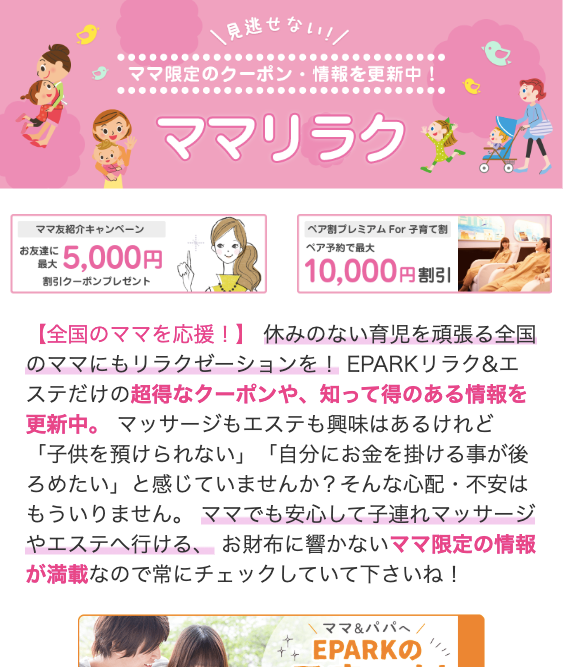 見逃せない!
ママ限定のクーポン・情報を更新中！
ママリラク
ママ友紹介キャンペーン
お友達に
最大
5,000円
割引クーポンプレゼント
ペア割プレミアム For 子育て割
ペア予約で最大
10,000円割引
【全国のママを応援！】 休みのない育児を頑張る全国
のママにもリラクゼーションを！ EPARKリラク&エ
ステだけの超得なクーポンや、知って得のある情報を
更新中。 マッサージもエステも興味はあるけれど
「子供を預けられない」「自分にお金を掛ける事が後
ろめたい」と感じていませんか？そんな心配・不安は
もういりません。 ママでも安心して子連れマッサージ
やエステへ行ける、 お財布に響かないママ限定の情報
が満載なので常にチェックしていて下さいね！
ママ&パパへ
EPARKの